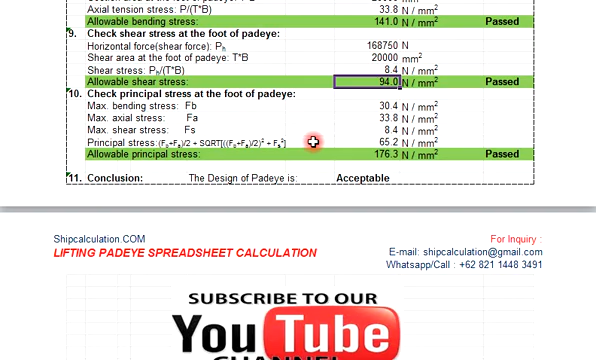 Axial tension stress: P/(T*B) 33.8 N / mm²
Allowable bending stress: 141.0 N / mm² Passed
9. Check shear stress at the foot of padeye:
Horizontal force(shear force): Ph 168750 N
Shear area at the foot of padeye: T*B 20000 mm²
Shear stress: Ph/(T*B) 8.4 N / mm²
Allowable shear stress: 94.0 N / mm² Passed
10. Check principal stress at the foot of padeye:
Max. bending stress: Fb 30.4 N / mm²
Max. axial stress: Fa 33.8 N / mm²
Max. shear stress: Fs 8.4 N / mm²
Principal stress:(Fb+Fa)/2 + SQRT[((Fb+Fa)/2)² + Fs²] 65.2 N / mm²
Allowable principal stress: 176.3 N / mm² Passed
11. Conclusion: The Design of Padeye is: Acceptable
Shipcalculation.COM For Inquiry :
LIFTING PADEYE SPREADSHEET CALCULATION E-mail: shipcalculation@gmail.com
Whatsapp/Call : +62 821 1448 3491
SUBSCRIBE TO OUR
YouTube
CHANNEL